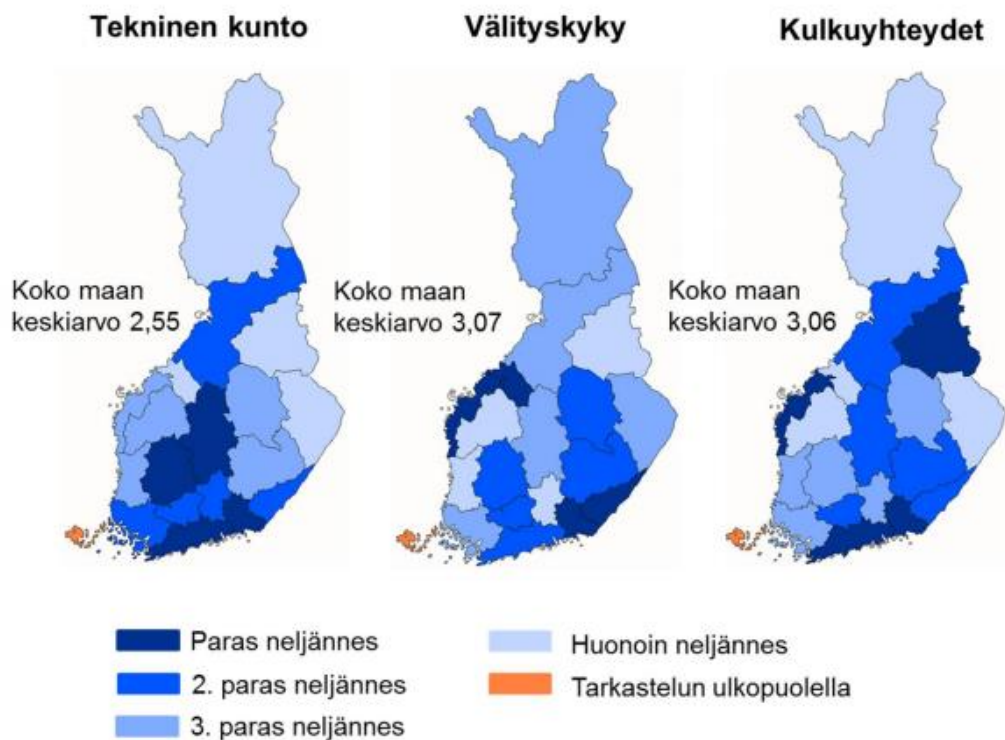 Tekninen kunto
Välityskyky
Kulkuyhteydet
Koko maan
keskiarvo 2,55
Koko maan
keskiarvo 3,07
Koko maan
keskiarvo 3,06
Paras neljännes
2. paras neljännes
3. paras neljännes
Huonoin neljännes
Tarkastelun ulkopuolella